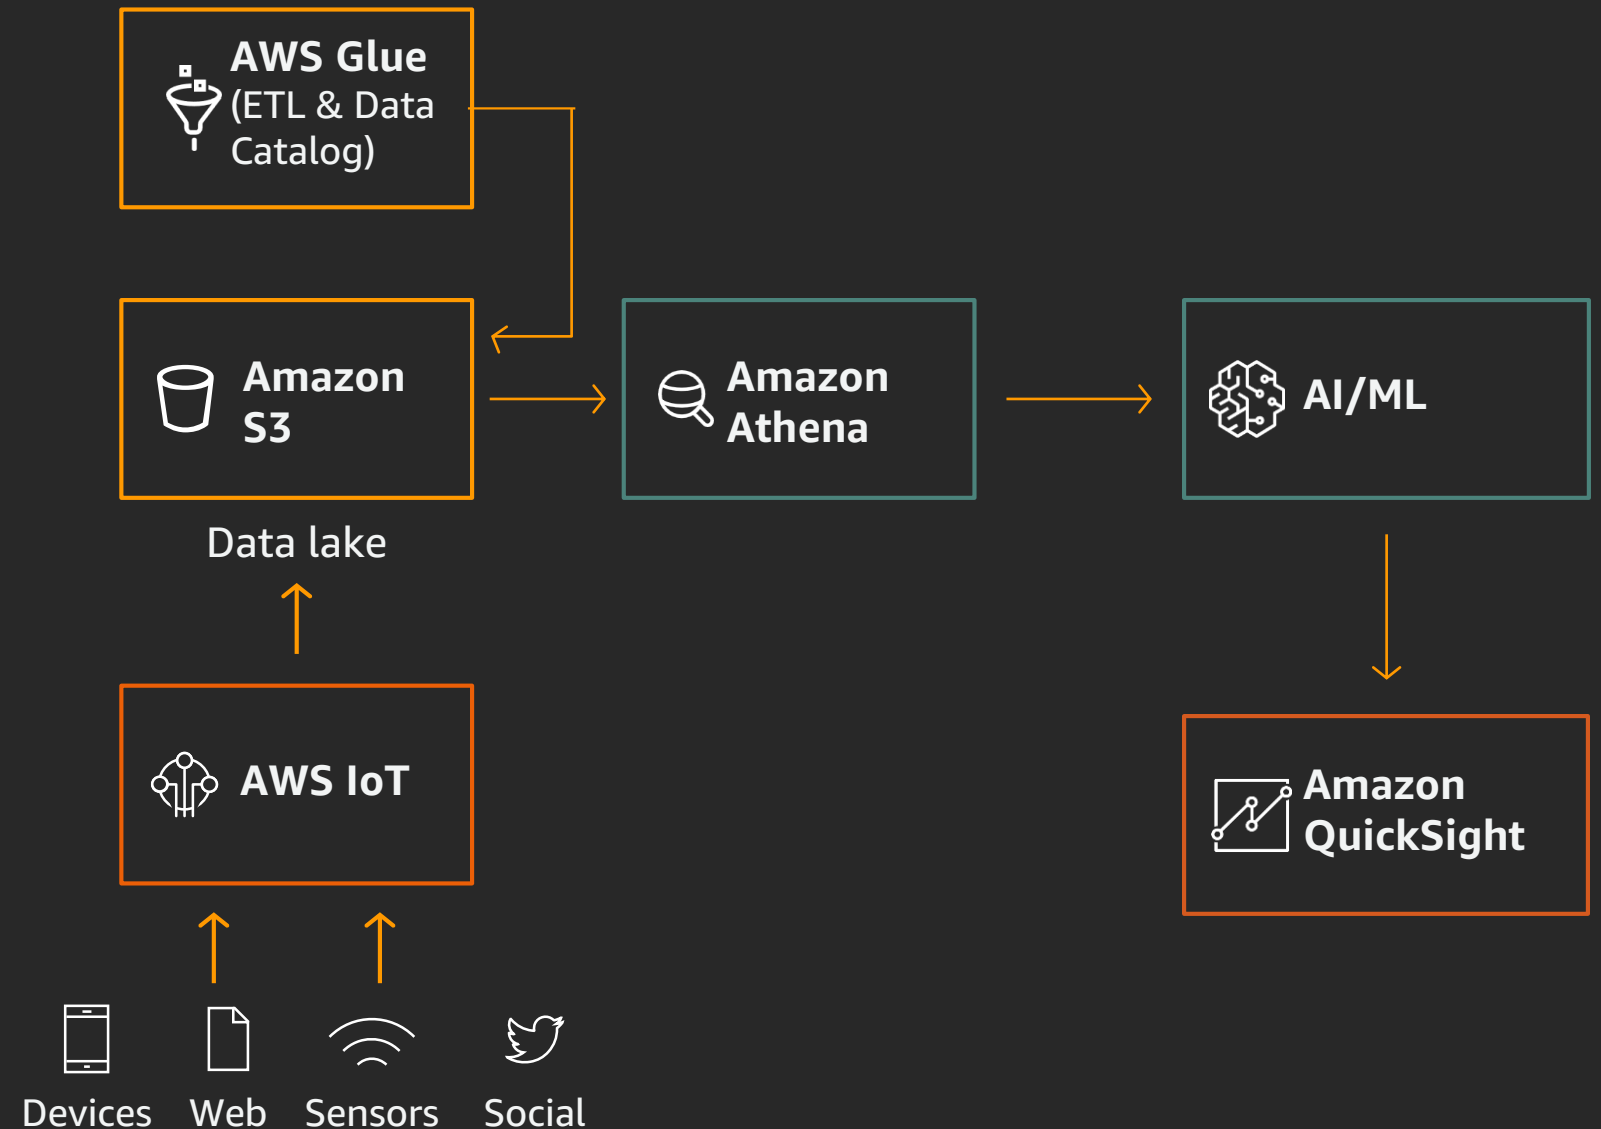 AWS Glue
(ETL & Data
Catalog)
Amazon
S3
Data lake
Amazon
Athena
AI/ML
AWS IoT
Amazon
QuickSight
Devices
Web
Sensors
Social